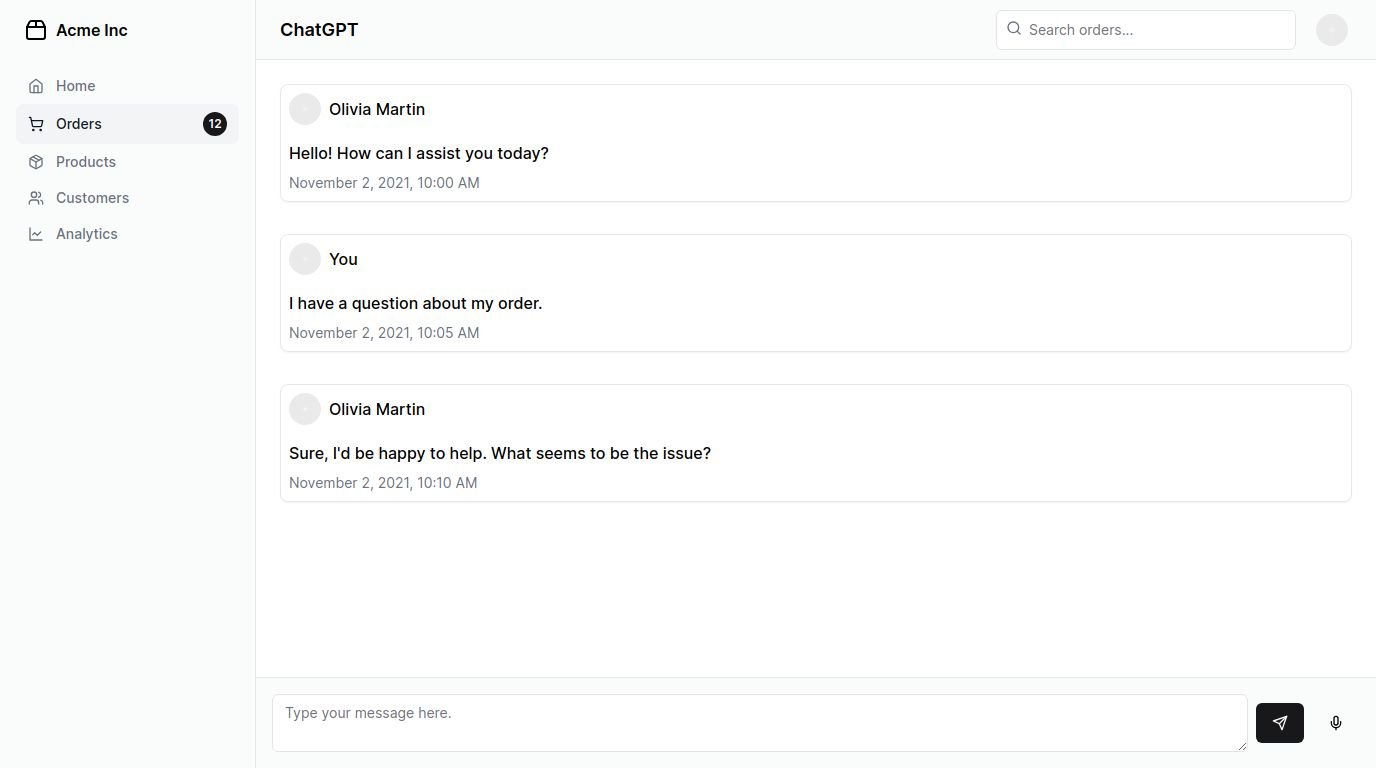 Acme Inc
Home
Orders
12
Products
Customers
Analytics
ChatGPT
Search orders...
Olivia Martin
Hello! How can I assist you today?
November 2, 2021, 10:00 AM
You
I have a question about my order.
November 2, 2021, 10:05 AM
Olivia Martin
Sure, I'd be happy to help. What seems to be the issue?
November 2, 2021, 10:10 AM
Type your message here.